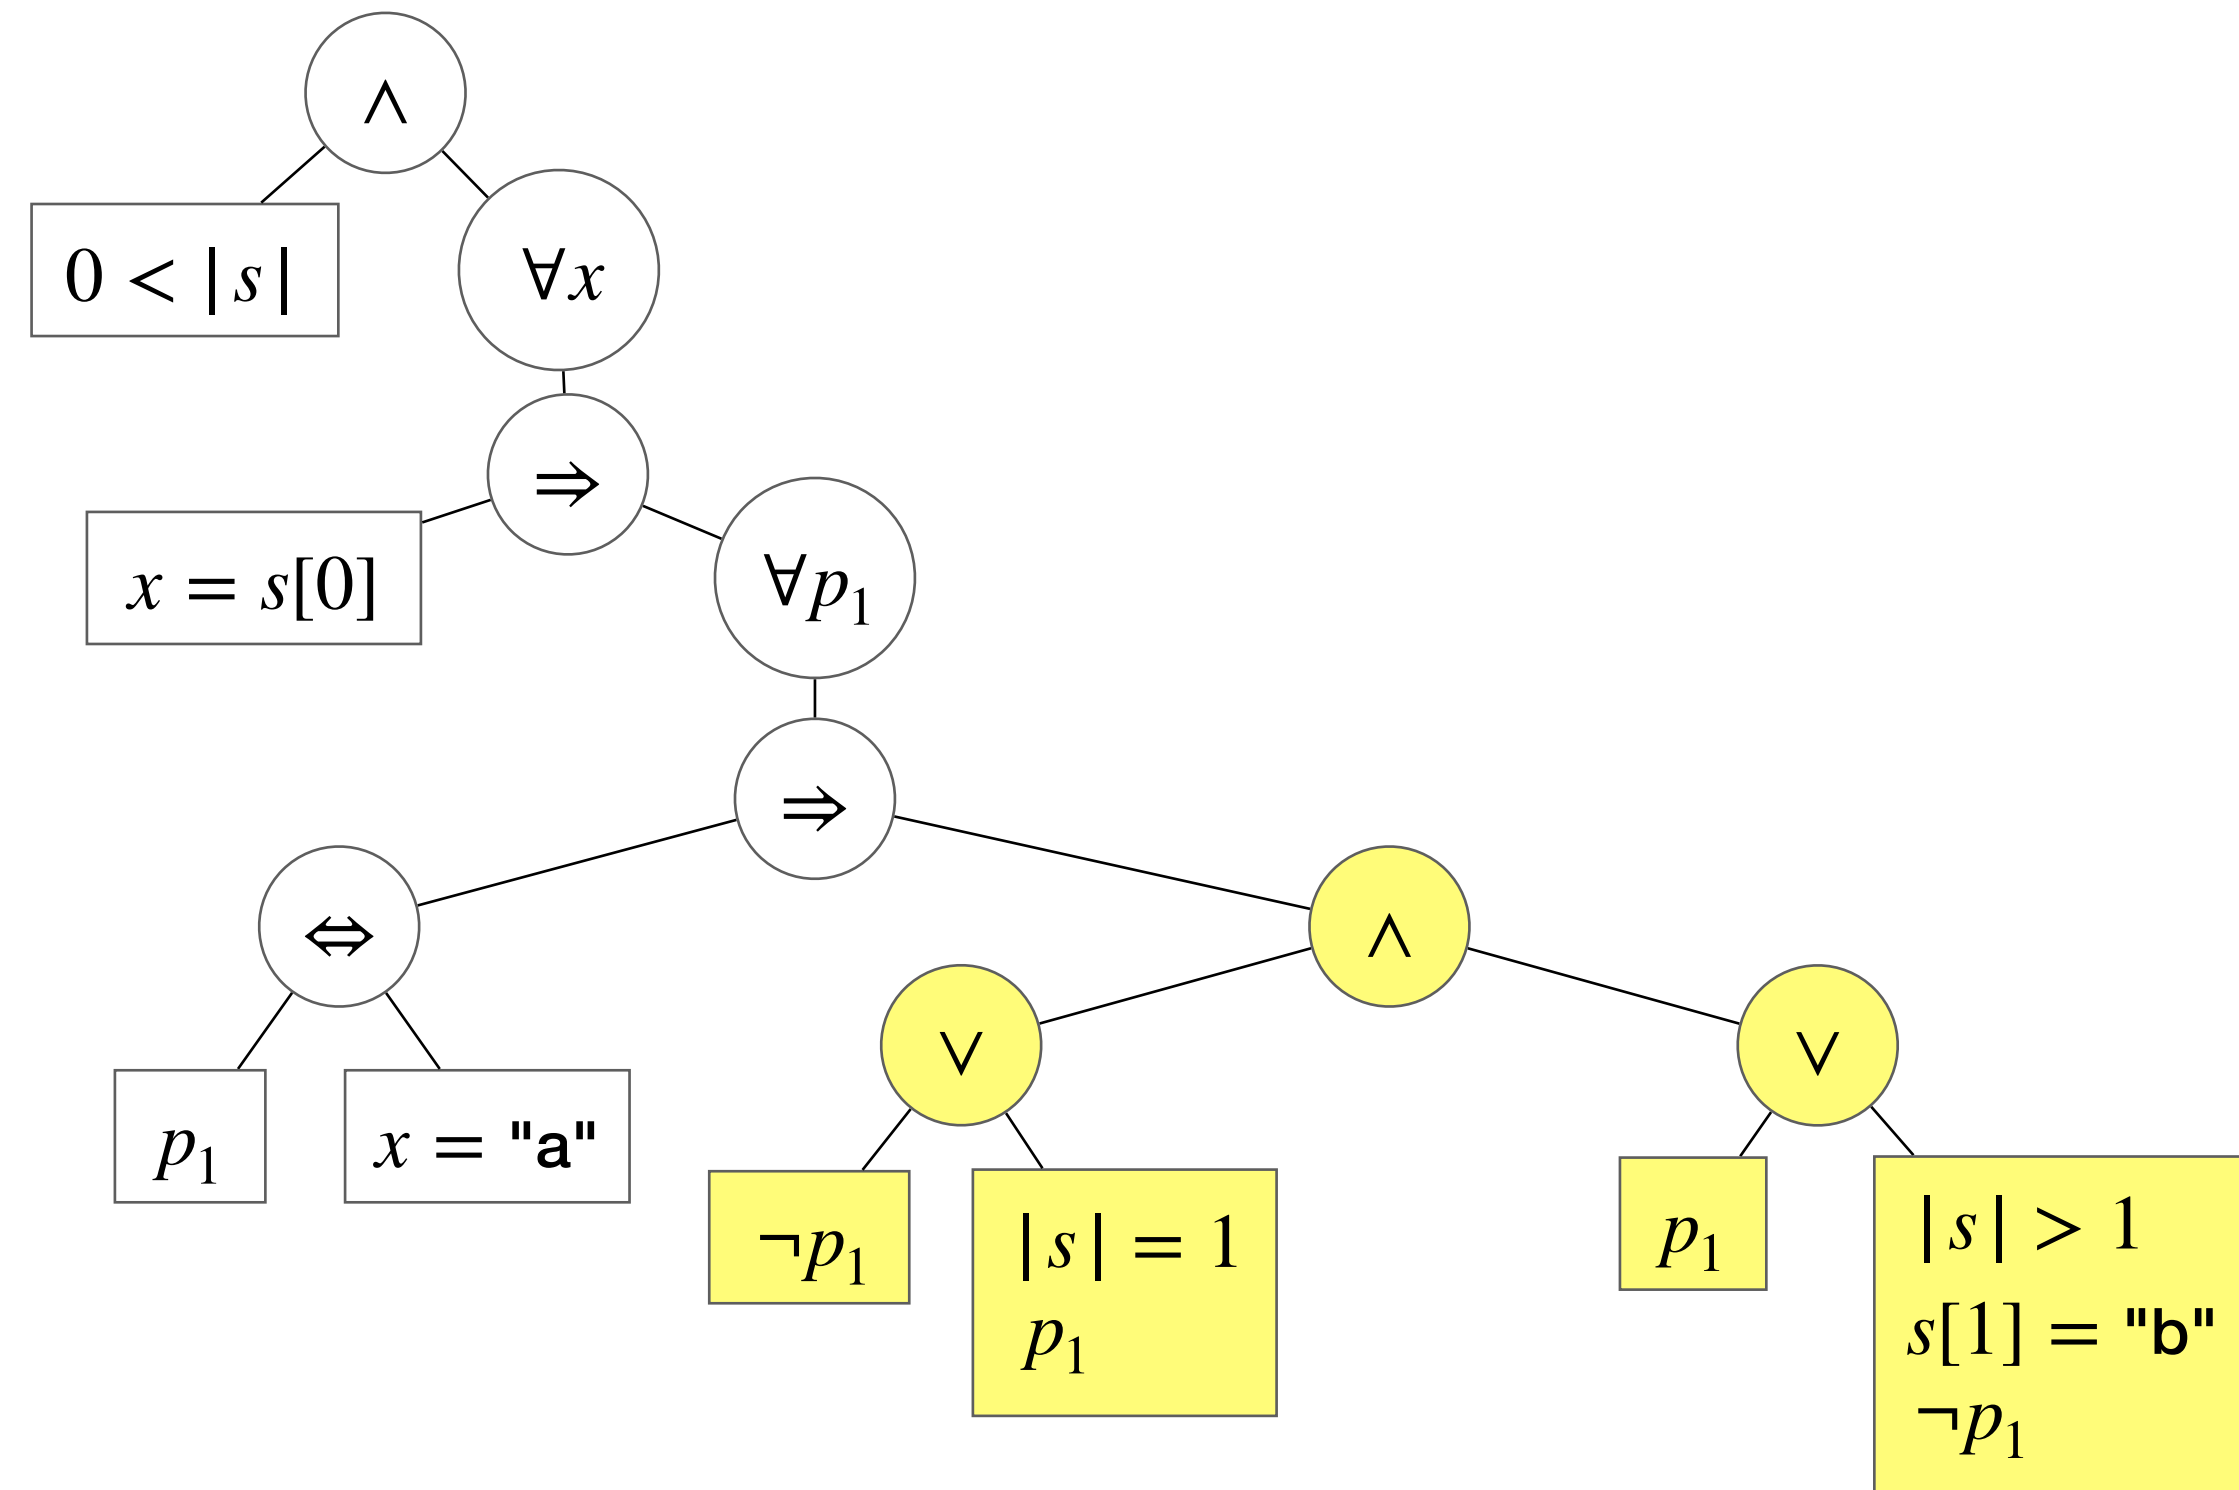 ∧
0 < |s|
∀x
⇒
x = s[0]
∀p₁
⇒
⇔
∧
p₁
x = "a"
∨
∨
¬p₁
|s| = 1
p₁
p₁
|s| > 1
s[1] = "b"
¬p₁